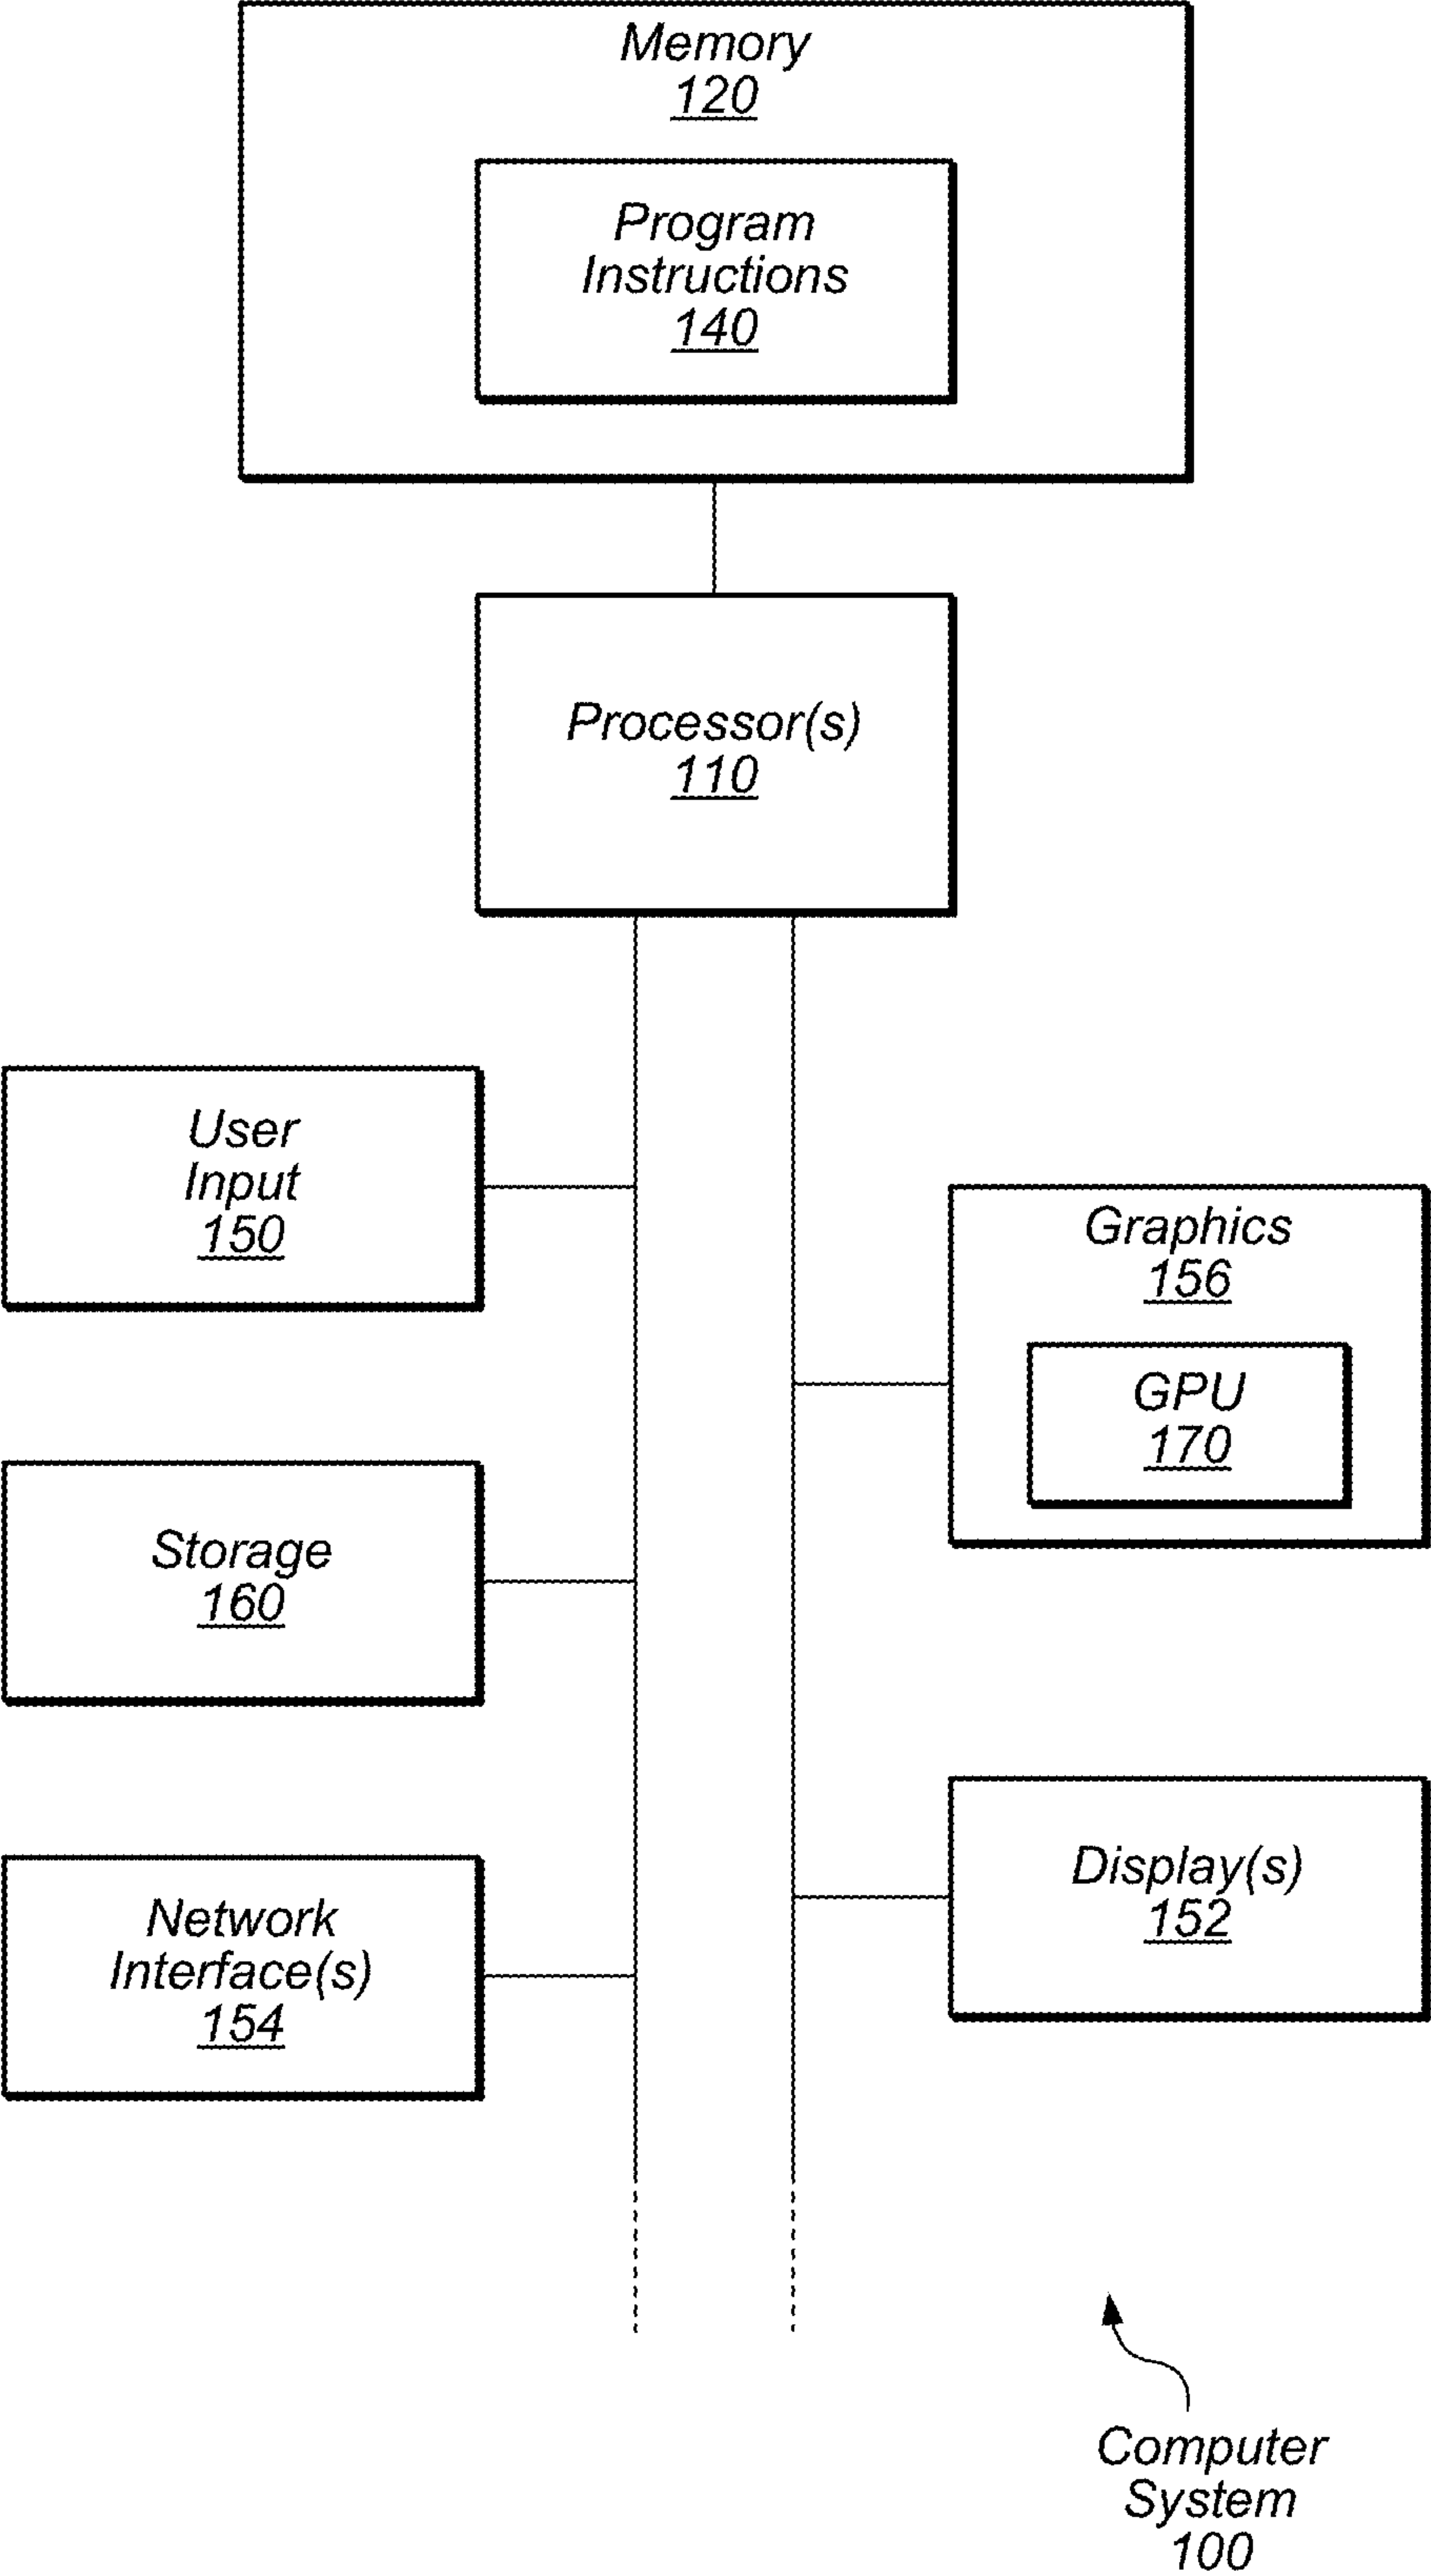 Memory
120
Program
Instructions
140
Processor(s)
110
User
Input
150
Graphics
156
GPU
170
Storage
160
Display(s)
152
Network
Interface(s)
154
Computer
System
100